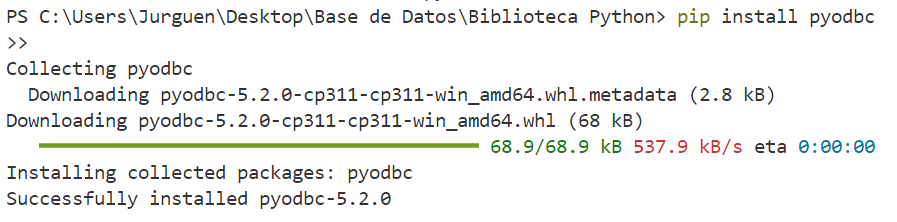 PS C:\Users\Jurguen\Desktop\Base de Datos\Biblioteca Python> pip install pyodbc
>>
Collecting pyodbc
  Downloading pyodbc-5.2.0-cp311-cp311-win_amd64.whl.metadata (2.8 kB)
Downloading pyodbc-5.2.0-cp311-cp311-win_amd64.whl (68 kB)
68.9/68.9 kB 537.9 kB/s eta 0:00:00
Installing collected packages: pyodbc
Successfully installed pyodbc-5.2.0